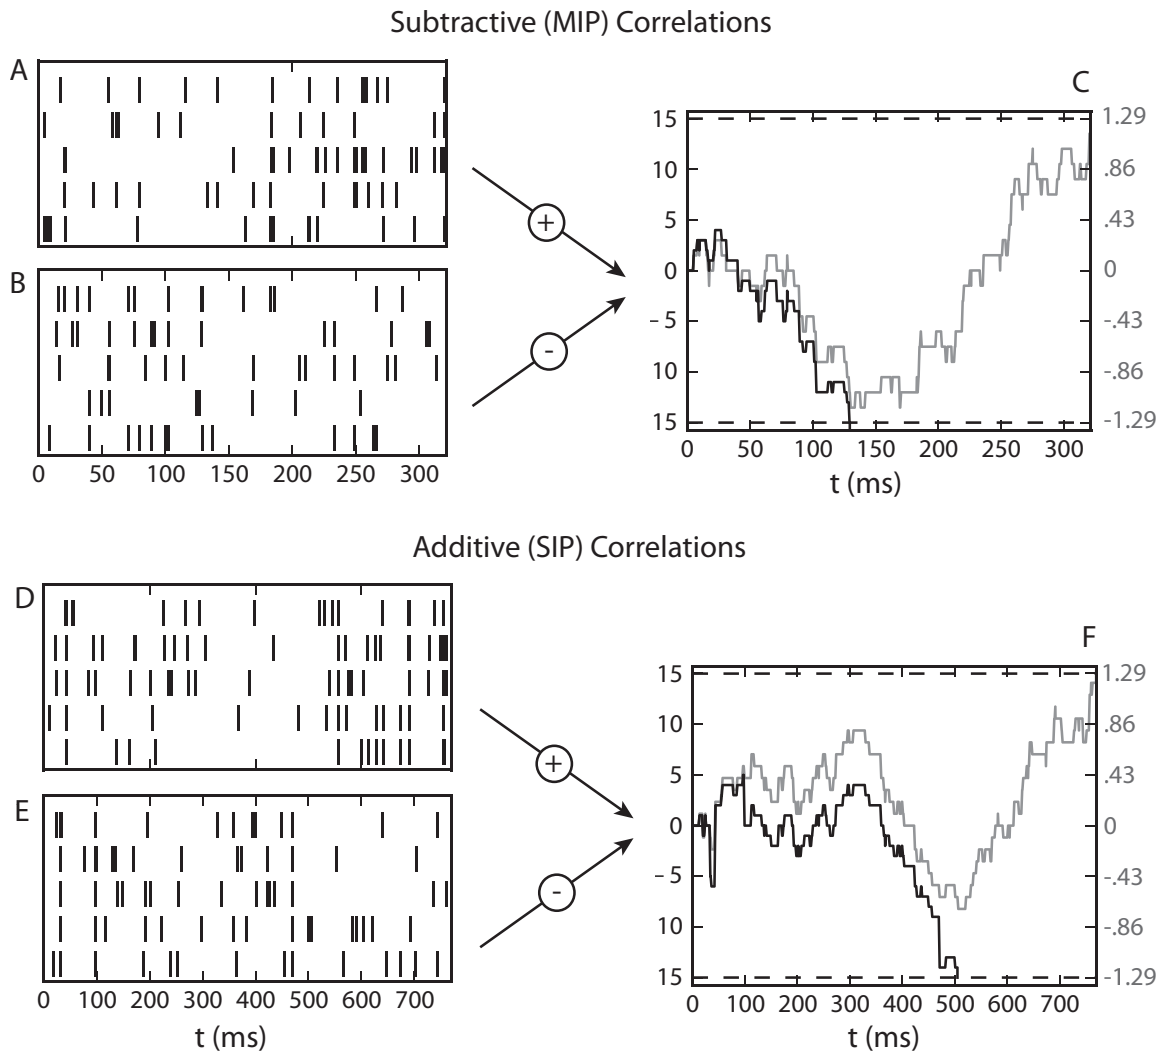 Subtractive (MIP) Correlations
A
B
0 50 100 150 200 250 300
+
-
C
15 1.29
10 .86
5 .43
0 0
– 5 -.43
10 -.86
15 -1.29
0 50 100 150 200 250 300
t (ms)
Additive (SIP) Correlations
D
E
0 100 200 300 400 500 600 700
t (ms)
+
-
F
15 1.29
10 .86
5 .43
0 0
– 5 -.43
10 -.86
15 -1.29
0 100 200 300 400 500 600 700
t (ms)